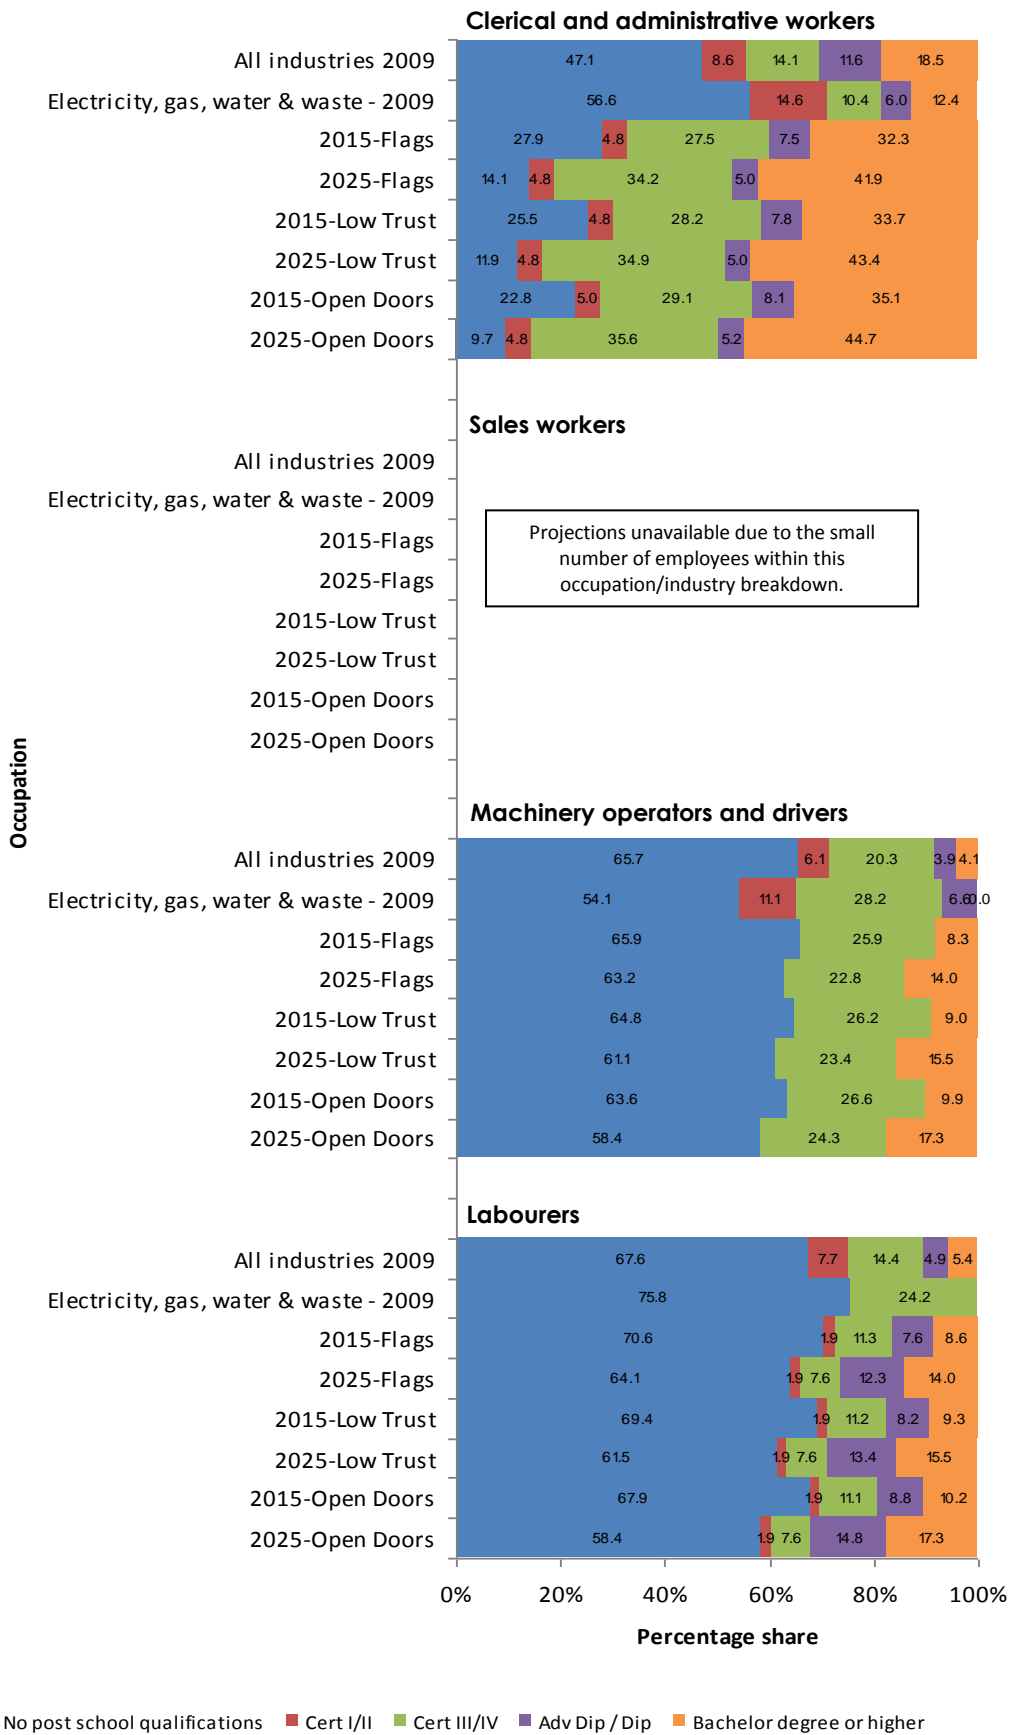 Clerical and administrative workers
All industries 2009 47.1 8.6 14.1 11.6 18.5
Electricity, gas, water & waste - 2009 56.6 14.6 10.4 6.0 12.4
2015-Flags 27.9 4.8 27.5 7.5 32.3
2025-Flags 14.1 4.8 34.2 5.0 41.9
2015-Low Trust 25.5 4.8 28.2 7.8 33.7
2025-Low Trust 11.9 4.8 34.9 5.0 43.4
2015-Open Doors 22.8 5.0 29.1 8.1 35.1
2025-Open Doors 9.7 4.8 35.6 5.2 44.7
Sales workers
All industries 2009
Electricity, gas, water & waste - 2009
2015-Flags
2025-Flags
2015-Low Trust
2025-Low Trust
2015-Open Doors
2025-Open Doors
Projections unavailable due to the small
number of employees within this
occupation/industry breakdown.
Occupation
Machinery operators and drivers
All industries 2009 65.7 6.1 20.3 3.9 4.1
Electricity, gas, water & waste - 2009 54.1 11.1 28.2 6.6 0.0
2015-Flags 65.9 25.9 8.3
2025-Flags 63.2 22.8 14.0
2015-Low Trust 64.8 26.2 9.0
2025-Low Trust 61.1 23.4 15.5
2015-Open Doors 63.6 26.6 9.9
2025-Open Doors 58.4 24.3 17.3
Labourers
All industries 2009 67.6 7.7 14.4 4.9 5.4
Electricity, gas, water & waste - 2009 75.8 24.2
2015-Flags 70.6 1.9 11.3 7.6 8.6
2025-Flags 64.1 1.9 7.6 12.3 14.0
2015-Low Trust 69.4 1.9 11.2 8.2 9.3
2025-Low Trust 61.5 1.9 7.6 13.4 15.5
2015-Open Doors 67.9 1.9 11.1 8.8 10.2
2025-Open Doors 58.4 1.9 7.6 14.8 17.3
0% 20% 40% 60% 80% 100%
Percentage share
No post school qualifications Cert I/II Cert III/IV Adv Dip / Dip Bachelor degree or higher